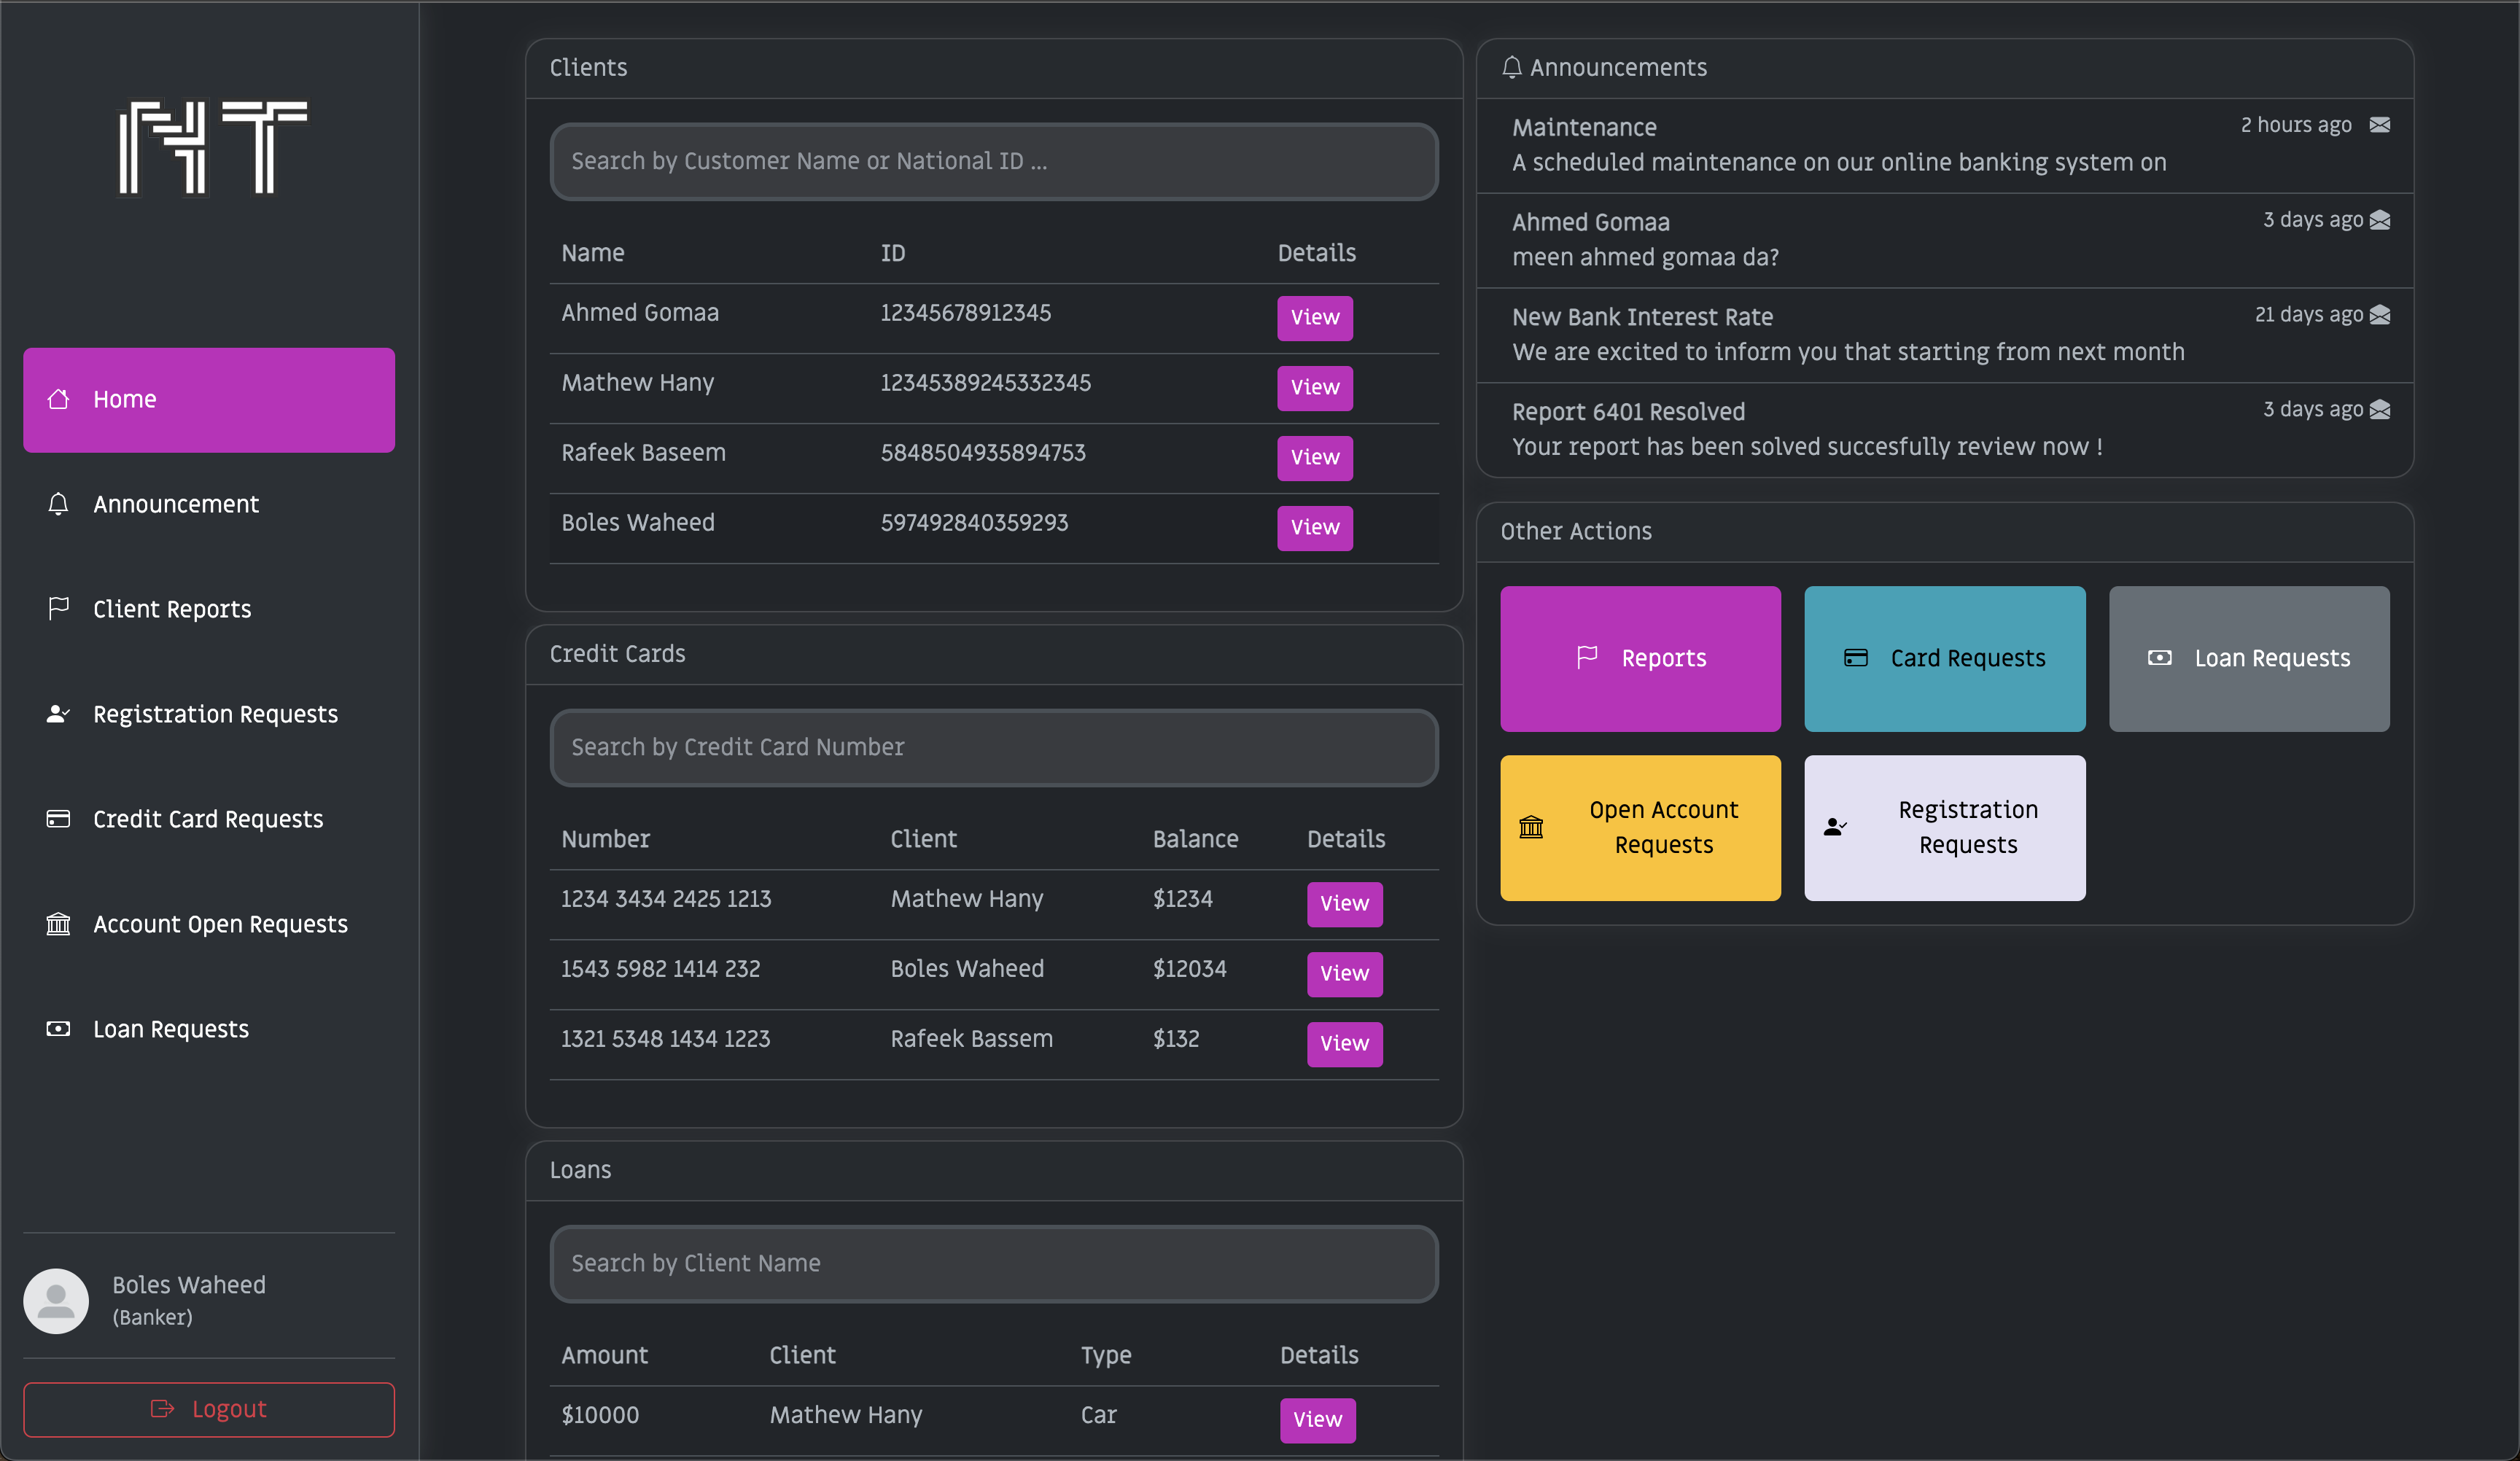 NT
Home
Announcement
Client Reports
Registration Requests
Credit Card Requests
Account Open Requests
Loan Requests
Boles Waheed
(Banker)
Logout
Clients
Search by Customer Name or National ID ...
Name ID Details
Ahmed Gomaa 12345678912345 View
Mathew Hany 12345389245332345 View
Rafeek Baseem 5848504935894753 View
Boles Waheed 597492840359293 View
Credit Cards
Search by Credit Card Number
Number Client Balance Details
1234 3434 2425 1213 Mathew Hany $1234 View
1543 5982 1414 232 Boles Waheed $12034 View
1321 5348 1434 1223 Rafeek Bassem $132 View
Loans
Search by Client Name
Amount Client Type Details
$10000 Mathew Hany Car View
Announcements
Maintenance 2 hours ago
A scheduled maintenance on our online banking system on
Ahmed Gomaa 3 days ago
meen ahmed gomaa da?
New Bank Interest Rate 21 days ago
We are excited to inform you that starting from next month
Report 6401 Resolved 3 days ago
Your report has been solved succesfully review now !
Other Actions
Reports
Card Requests
Loan Requests
Open Account
Requests
Registration
Requests